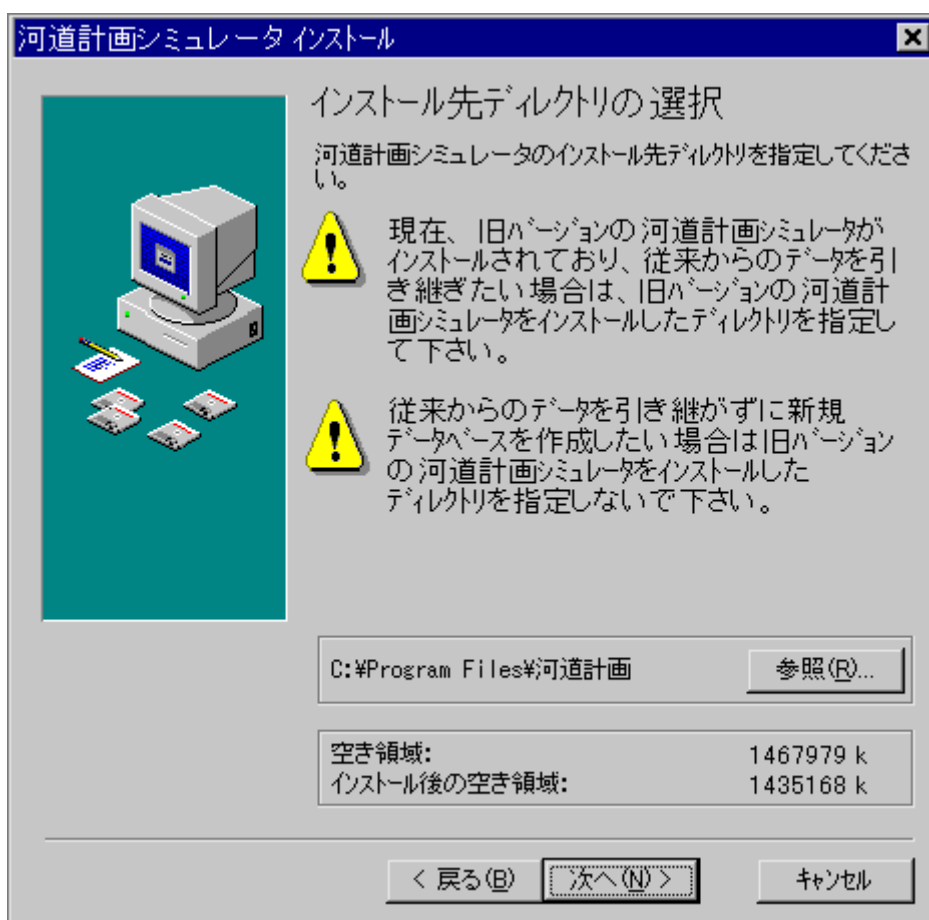 河道計画シミュレータ インストール
インストール先ディレクトリの選択
河道計画シミュレータのインストール先ディレクトリを指定してくださ
い。
現在、旧バージョンの河道計画シミュレータが
インストールされており、従来からのデータを引
き継ぎたい場合は、旧バージョンの河道計
画シミュレータをインストールしたディレクトリを指定し
て下さい。
従来からのデータを引き継がずに新規
データベースを作成したい場合は旧バージョン
の河道計画シミュレータをインストールした
ディレクトリを指定しないで下さい。
C:¥Program Files¥河道計画
参照(R)...
空き領域: 1467979 k
インストール後の空き領域: 1435168 k
< 戻る(B) 次へ(N) > キャンセル